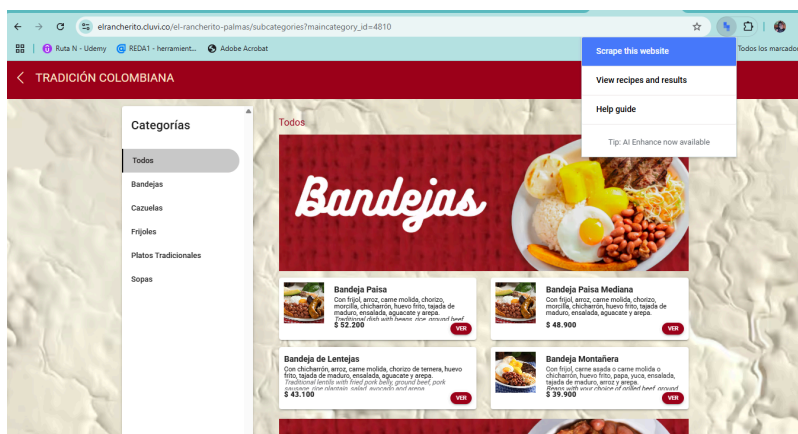 elrancherito.cluvi.co/el-rancherito-palmas/subcategories?maincategory_id=4810
Ruta N - Udemy
REDA1 - herramient...
Adobe Acrobat
Todos los marcador
Scrape this website
View recipes and results
Help guide
Tip: AI Enhance now available
TRADICIÓN COLOMBIANA
Categorías
Todos
Bandejas
Cazuelas
Frijoles
Platos Tradicionales
Sopas
Todos
Bandejas
Bandeja Paisa
Con frijol, arroz, carne molida, chorizo,
morcilla, chicharrón, huevo frito, tajada de
maduro, ensalada, aguacate y arepa.
Traditional dish with beans, rice, ground beef
$ 52.200
VER
Bandeja Paisa Mediana
Con frijol, arroz, carne molida, chorizo,
morcilla, chicharrón, huevo frito, tajada de
maduro, ensalada, aguacate y arepa.
$ 48.900
VER
Bandeja de Lentejas
Con chicharrón, arroz, carne molida, chorizo de ternera, huevo
frito, tajada de maduro, ensalada, aguacate y arepa.
Traditional lentils with fried pork belly, ground beef, pork
sausage, rice plantain, salad, avocado and arepa
$ 43.100
VER
Bandeja Montañera
Con frijol, carne asada o carne molida o
chicharrón, huevo frito, papa, yuca, ensalada,
tajada de maduro, arroz y arepa.
Beans with your choice of grilled beef, ground
$ 39.900
VER